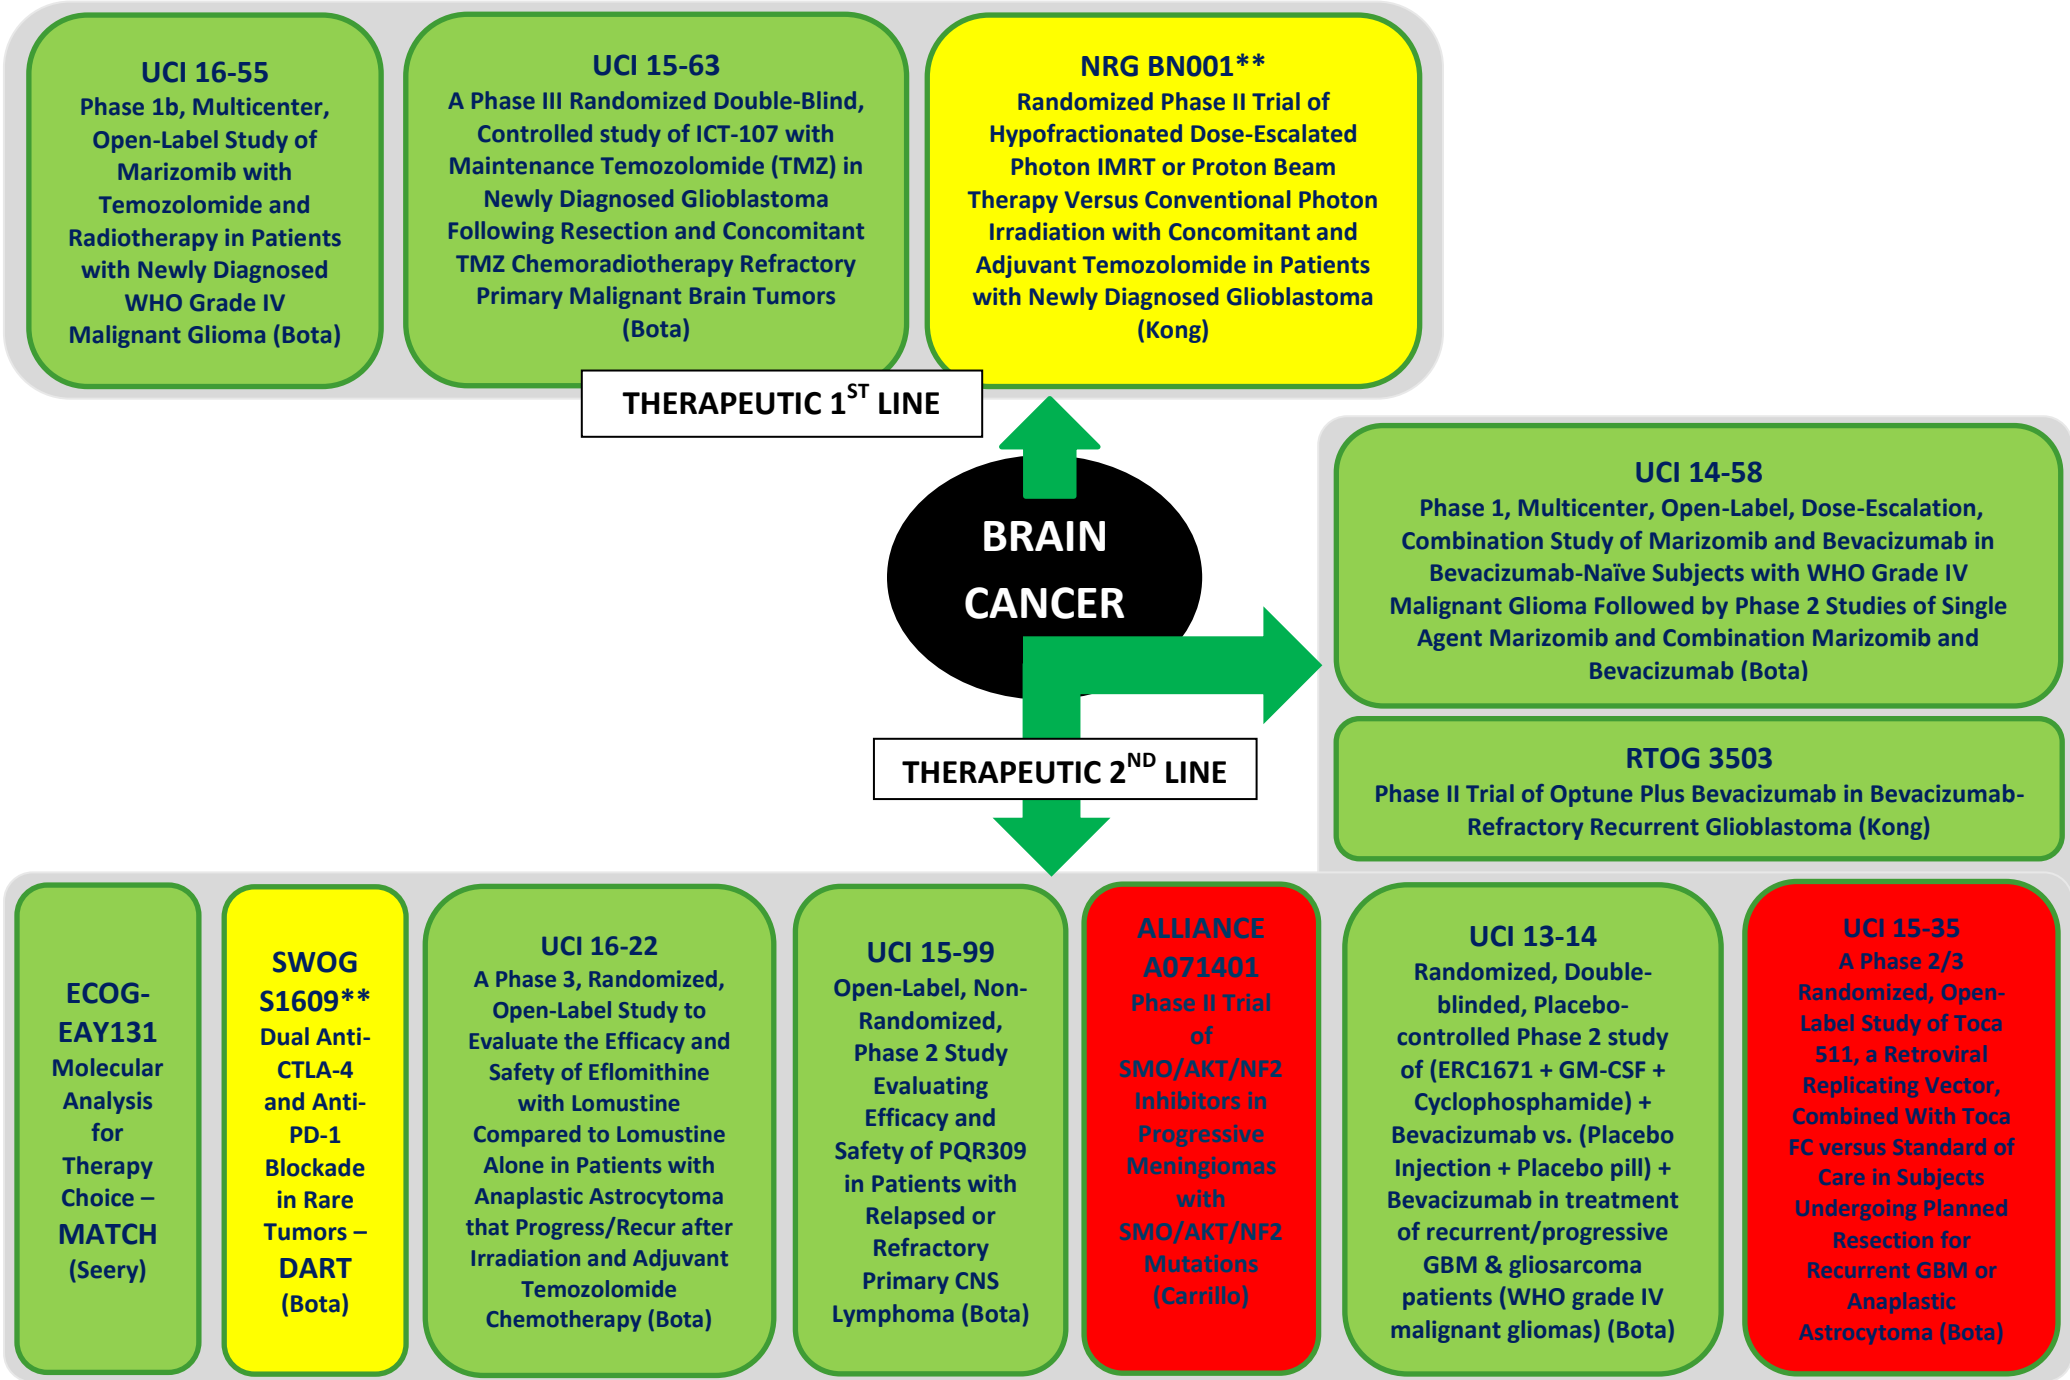 UCI 16-55
Phase 1b, Multicenter,
Open-Label Study of
Marizomib with
Temozolomide and
Radiotherapy in Patients
with Newly Diagnosed
WHO Grade IV
Malignant Glioma (Bota)
UCI 15-63
A Phase III Randomized Double-Blind,
Controlled study of ICT-107 with
Maintenance Temozolomide (TMZ) in
Newly Diagnosed Glioblastoma
Following Resection and Concomitant
TMZ Chemoradiotherapy Refractory
Primary Malignant Brain Tumors
(Bota)
NRG BN001**
Randomized Phase II Trial of
Hypofractionated Dose-Escalated
Photon IMRT or Proton Beam
Therapy Versus Conventional Photon
Irradiation with Concomitant and
Adjuvant Temozolomide in Patients
with Newly Diagnosed Glioblastoma
(Kong)
THERAPEUTIC 1ST LINE
BRAIN
CANCER
UCI 14-58
Phase 1, Multicenter, Open-Label, Dose-Escalation,
Combination Study of Marizomib and Bevacizumab in
Bevacizumab-Naïve Subjects with WHO Grade IV
Malignant Glioma Followed by Phase 2 Studies of Single
Agent Marizomib and Combination Marizomib and
Bevacizumab (Bota)
THERAPEUTIC 2ND LINE
RTOG 3503
Phase II Trial of Optune Plus Bevacizumab in Bevacizumab-
Refractory Recurrent Glioblastoma (Kong)
ECOG-
EAY131
Molecular
Analysis
for
Therapy
Choice –
MATCH
(Seery)
SWOG
S1609**
Dual Anti-
CTLA-4
and Anti-
PD-1
Blockade
in Rare
Tumors –
DART
(Bota)
UCI 16-22
A Phase 3, Randomized,
Open-Label Study to
Evaluate the Efficacy and
Safety of Eflomithine
with Lomustine
Compared to Lomustine
Alone in Patients with
Anaplastic Astrocytoma
that Progress/Recur after
Irradiation and Adjuvant
Temozolomide
Chemotherapy (Bota)
UCI 15-99
Open-Label, Non-
Randomized,
Phase 2 Study
Evaluating
Efficacy and
Safety of PQR309
in Patients with
Relapsed or
Refractory
Primary CNS
Lymphoma (Bota)
ALLIANCE
A071401
Phase II Trial
of
SMO/AKT/NF2
Inhibitors in
Progressive
Meningiomas
with
SMO/AKT/NF2
Mutations
(Carrillo)
UCI 13-14
Randomized, Double-
blinded, Placebo-
controlled Phase 2 study
of (ERC1671 + GM-CSF +
Cyclophosphamide) +
Bevacizumab vs. (Placebo
Injection + Placebo pill) +
Bevacizumab in treatment
of recurrent/progressive
GBM & gliosarcoma
patients (WHO grade IV
malignant gliomas) (Bota)
UCI 15-35
A Phase 2/3
Randomized, Open-
Label Study of Toca
511, a Retroviral
Replicating Vector,
Combined With Toca
FC versus Standard of
Care in Subjects
Undergoing Planned
Resection for
Recurrent GBM or
Anaplastic
Astrocytoma (Bota)